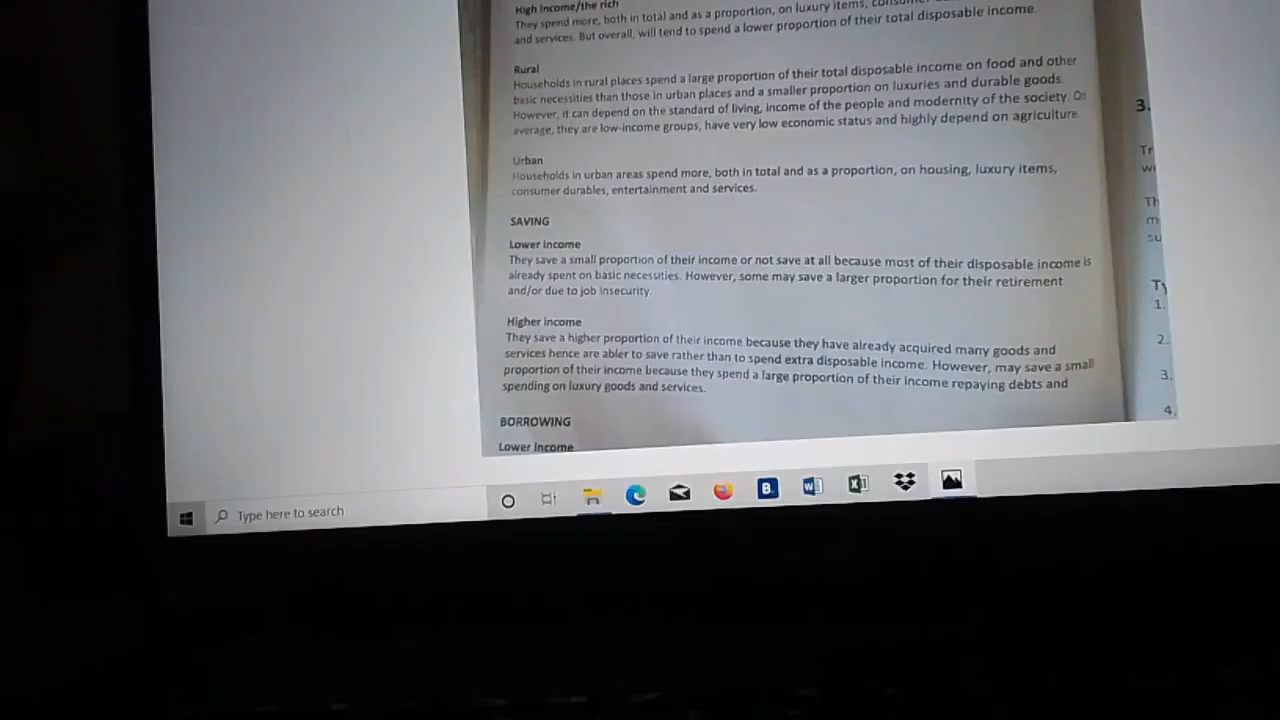 High Income/the rich
They spend more, both in total and as a proportion, on luxury items,
and services. But overall, will tend to spend a lower proportion of their total disposable income.
Rural
Households in rural places spend a large proportion of their total disposable income on food and other
basic necessities than those in urban places and a smaller proportion on luxuries and durable goods.
However, it can depend on the standard of living, income of the people and modernity of the society. On
average, they are low-income groups, have very low economic status and highly depend on agriculture.
Urban
Households in urban areas spend more, both in total and as a proportion, on housing, luxury items,
consumer durables, entertainment and services.
SAVING
Lower income
They save a small proportion of their income or not save at all because most of their disposable income is
already spent on basic necessities. However, some may save a larger proportion for their retirement
and/or due to job insecurity.
Higher income
They save a higher proportion of their income because they have already acquired many goods and
services hence are abler to save rather than to spend extra disposable income. However, may save a small
proportion of their income because they spend a large proportion of their income repaying debts and
spending on luxury goods and services.
BORROWING
Lower Income
3.
Tr
w
Th
m
su
Ty
1.
2.
3.
4.
Type here to search
B.